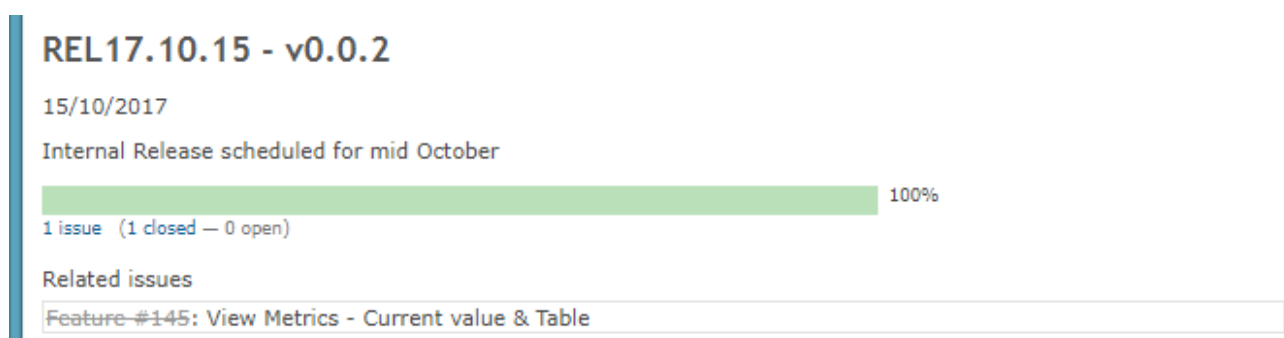 REL17.10.15 - v0.0.2
15/10/2017
Internal Release scheduled for mid October
100%
1 issue (1 closed — 0 open)
Related issues
Feature #145: View Metrics - Current value & Table